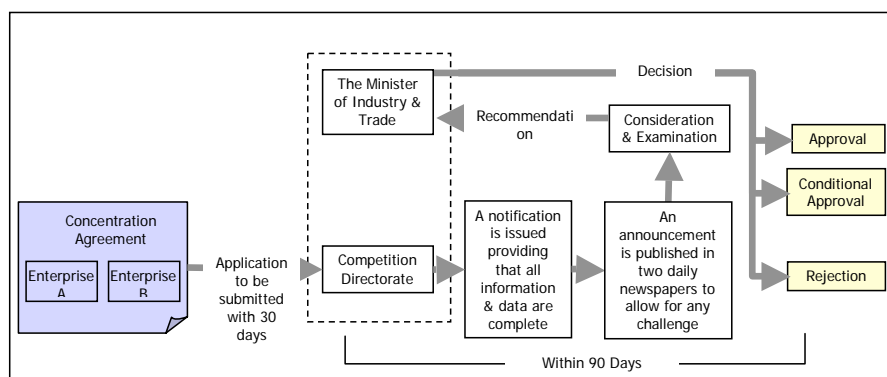 Concentration
Agreement
Enterprise
A
Enterprise
B
Application
to be
submitted
with 30
days
The Minister
of Industry &
Trade
Competition
Directorate
A notification
is issued
providing
that all
information
& data are
complete
An
announcement
is published in
two daily
newspapers to
allow for any
challenge
Consideration
& Examination
Recommendati
on
Decision
Approval
Conditional
Approval
Rejection
Within 90 Days